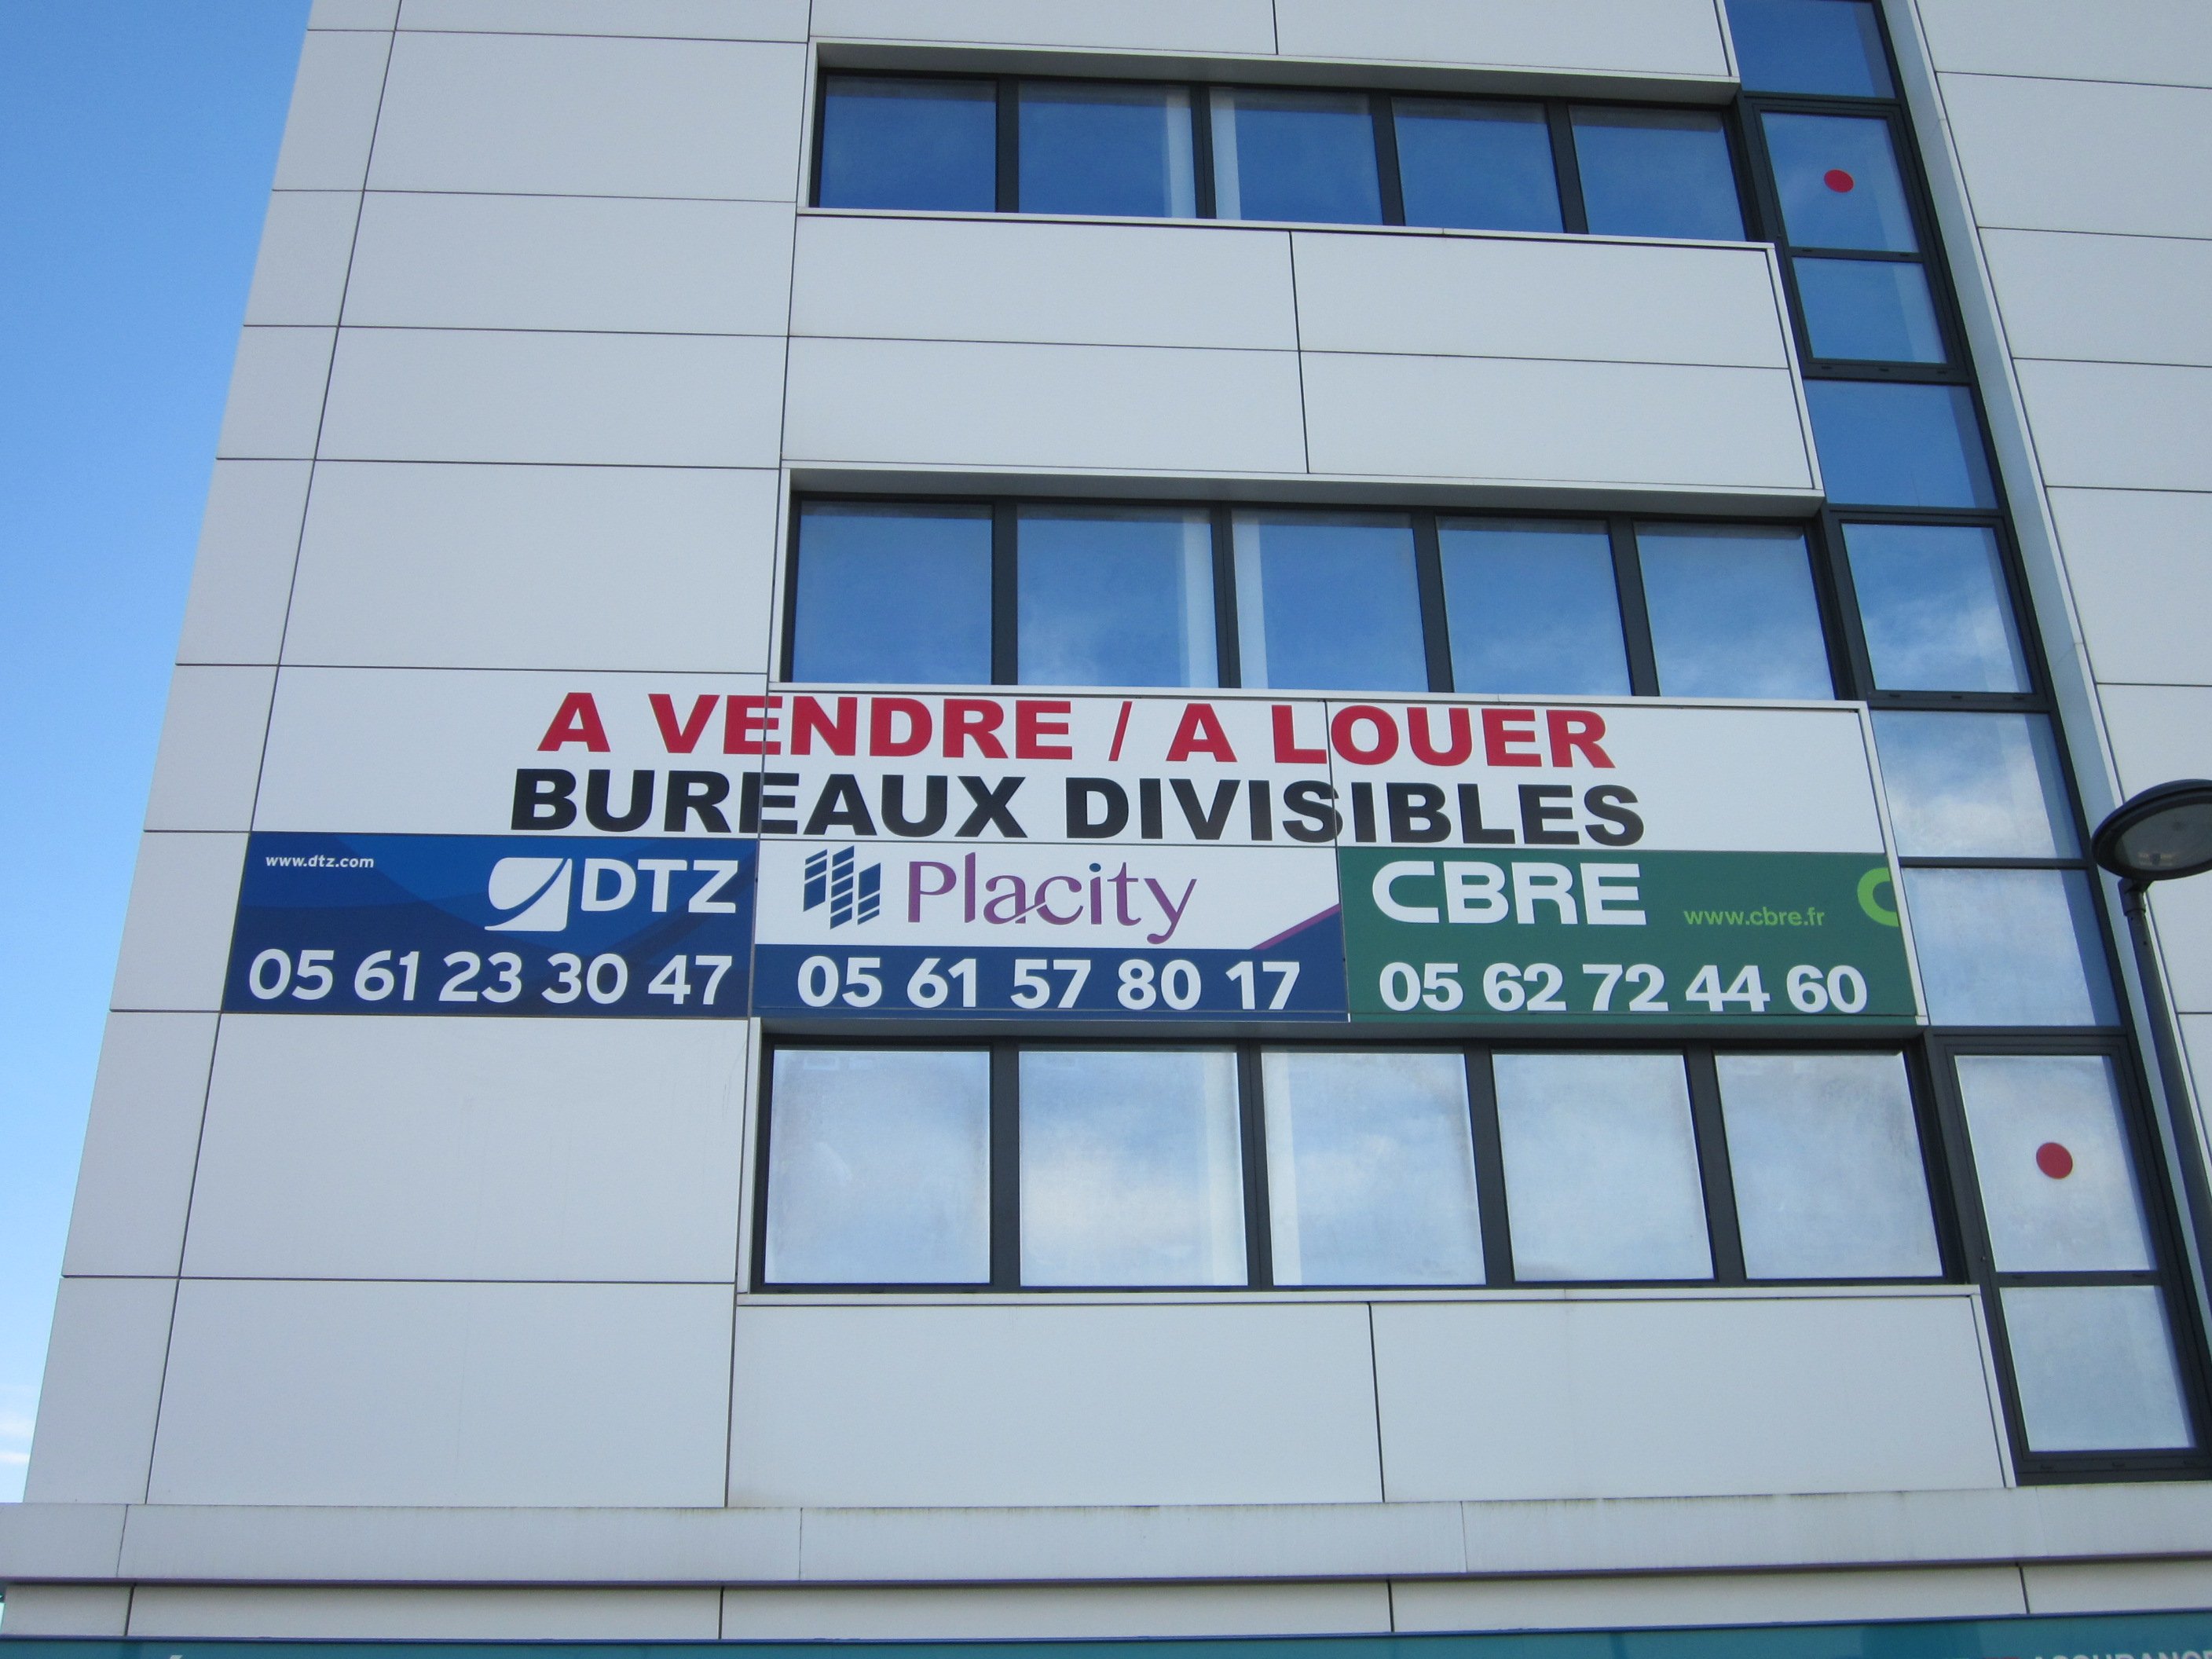 A VENDRE / A LOUER
BUREAUX DIVISIBLES
www.dtz.com
DTZ
05 61 23 30 47
Placity
05 61 57 80 17
CBRE
www.cbre.fr
05 62 72 44 60